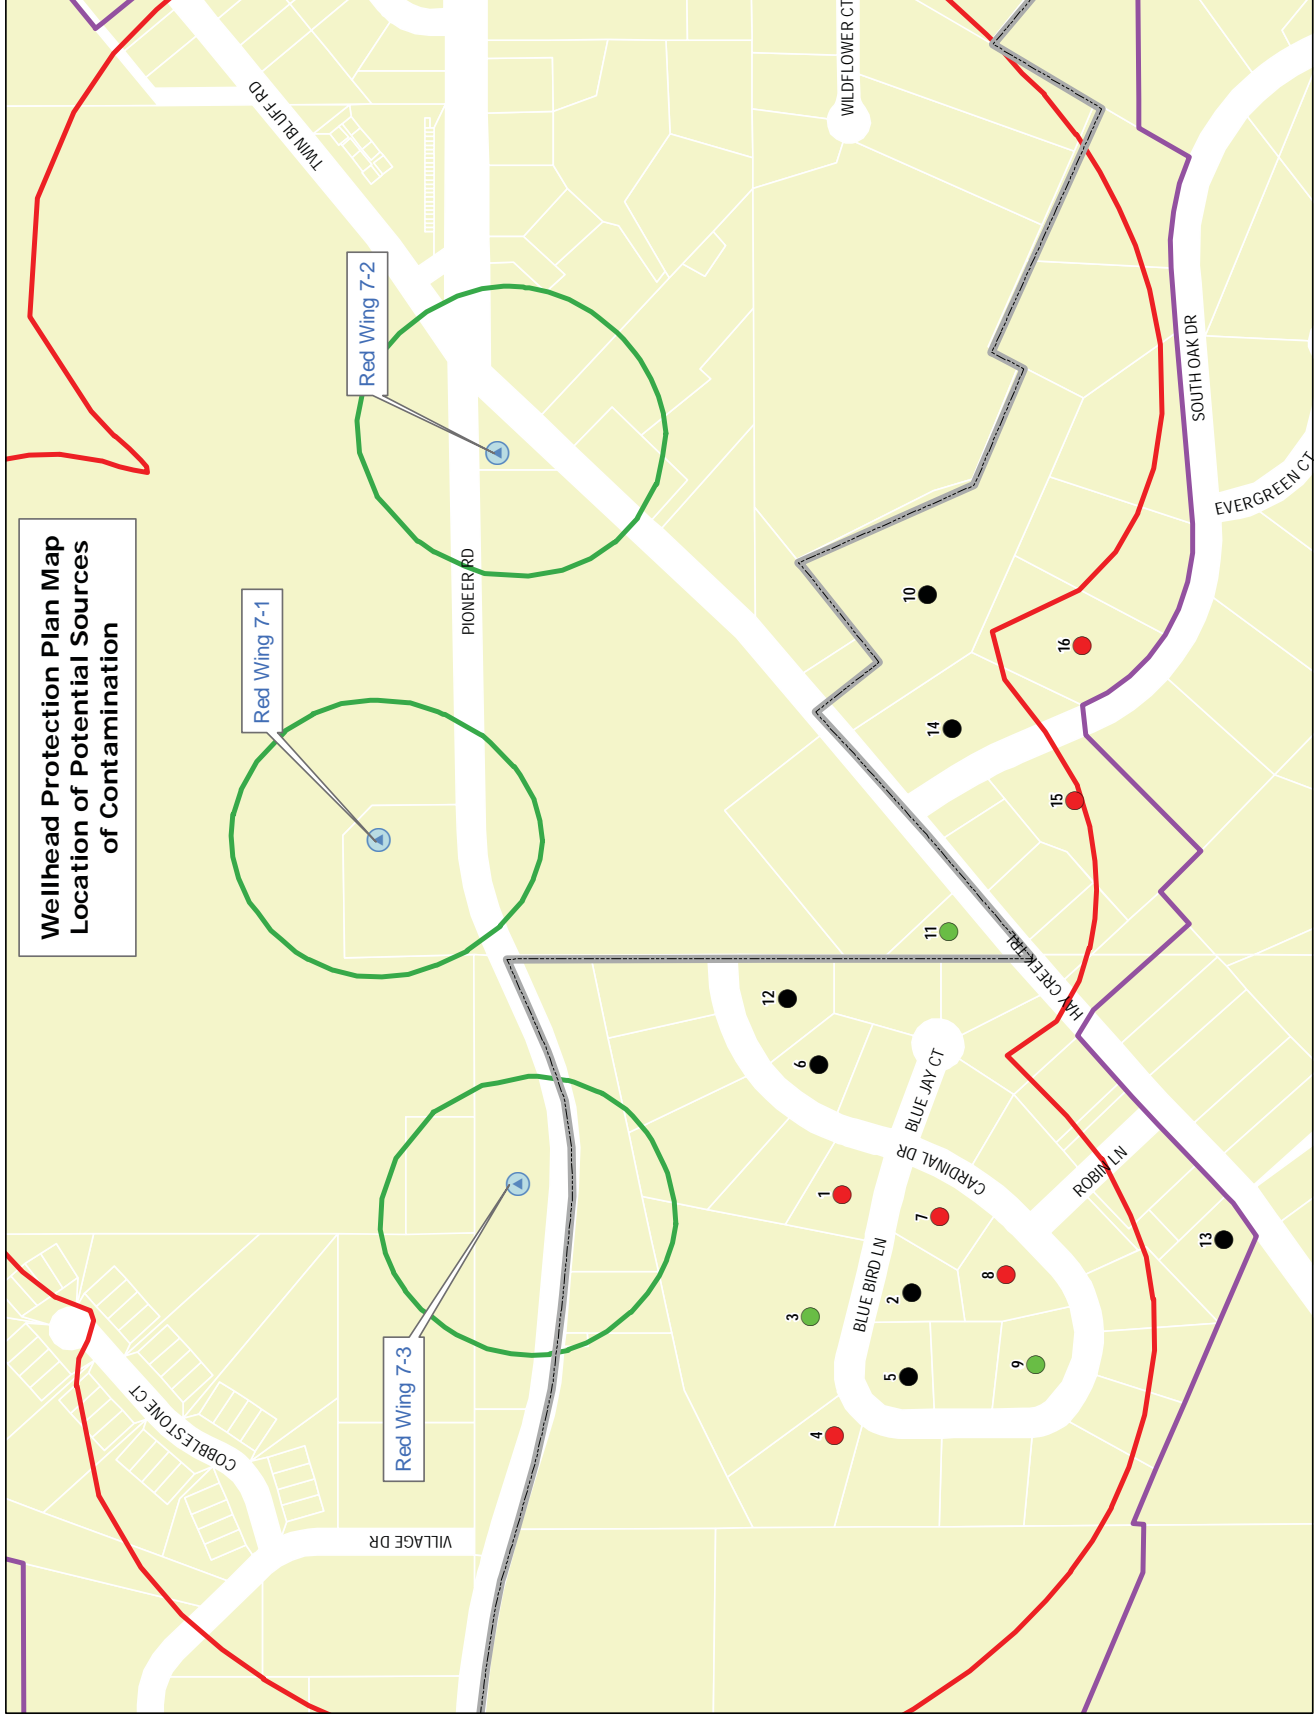 Wellhead Protection Plan Map
Location of Potential Sources
of Contamination
Red Wing 7-1
Red Wing 7-2
Red Wing 7-3
TWIN BLUFF RD
PIONEER RD
WILDFLOWER CT
SOUTH OAK DR
EVERGREEN CT
HAY CREEK TRL
COBBLESTONE CT
VILLAGE DR
BLUE JAY CT
CARDINAL DR
BLUE BIRD LN
ROBIN LN
1
2
3
4
5
6
7
8
9
10
11
12
13
14
15
16